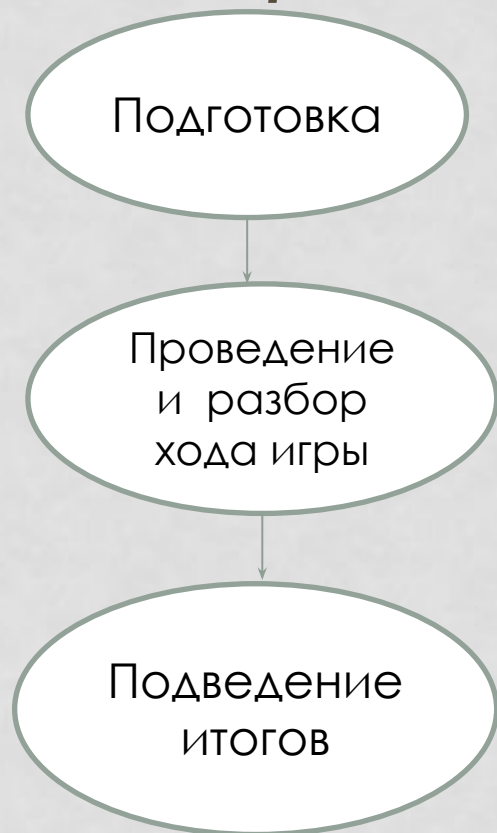 Подготовка
Проведение
и разбор
хода игры
Подведение
итогов